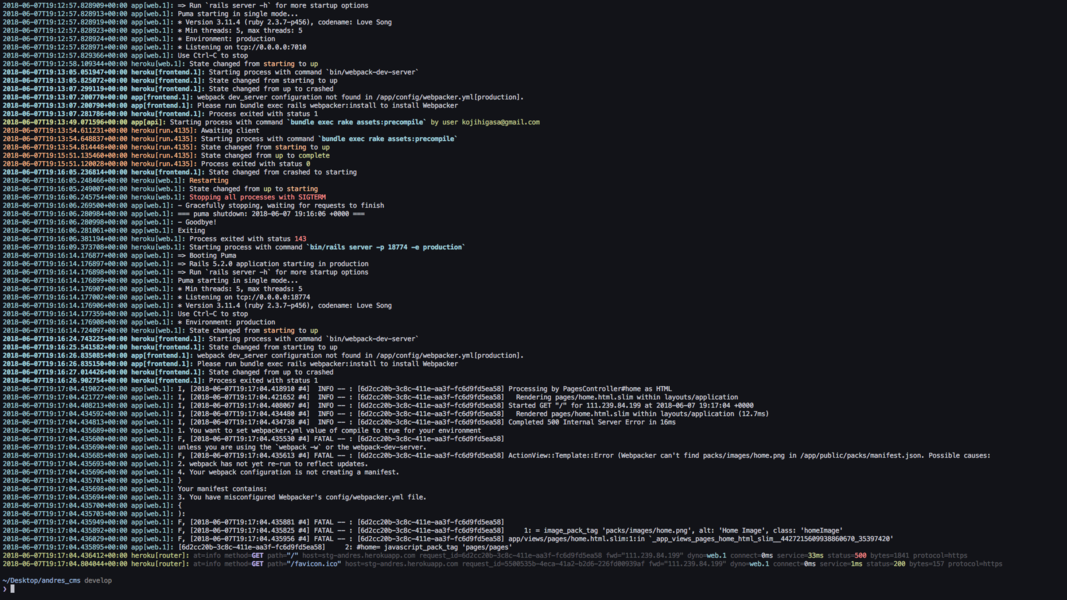 2018-06-07T19:12:57.828909+00:00 app[web.1]: => Run `rails server -h` for more startup options
2018-06-07T19:12:57.828913+00:00 app[web.1]: Puma starting in single mode...
2018-06-07T19:12:57.828919+00:00 app[web.1]: * Version 3.11.4 (ruby 2.3.7-p456), codename: Love Song
2018-06-07T19:12:57.828923+00:00 app[web.1]: * Min threads: 5, max threads: 5
2018-06-07T19:12:57.828924+00:00 app[web.1]: * Environment: production
2018-06-07T19:12:57.828971+00:00 app[web.1]: * Listening on tcp://0.0.0.0:7010
2018-06-07T19:12:57.829366+00:00 app[web.1]: Use Ctrl-C to stop
2018-06-07T19:12:58.109344+00:00 heroku[web.1]: State changed from starting to up
2018-06-07T19:13:05.051947+00:00 heroku[frontend.1]: Starting process with command `bin/webpack-dev-server`
2018-06-07T19:13:05.825072+00:00 heroku[frontend.1]: State changed from starting to up
2018-06-07T19:13:07.299119+00:00 heroku[frontend.1]: State changed from up to crashed
2018-06-07T19:13:07.200770+00:00 app[frontend.1]: webpack dev_server configuration not found in /app/config/webpacker.yml[production].
2018-06-07T19:13:07.200790+00:00 app[frontend.1]: Please run bundle exec rails webpacker:install to install Webpacker
2018-06-07T19:13:07.281786+00:00 heroku[frontend.1]: Process exited with status 1
2018-06-07T19:13:49.071596+00:00 app[api]: Starting process with command `bundle exec rake assets:precompile` by user kojihigasa@gmail.com
2018-06-07T19:13:54.611231+00:00 heroku[run.4135]: Awaiting client
2018-06-07T19:13:54.648837+00:00 heroku[run.4135]: Starting process with command `bundle exec rake assets:precompile`
2018-06-07T19:13:54.814448+00:00 heroku[run.4135]: State changed from starting to up
2018-06-07T19:15:51.135460+00:00 heroku[run.4135]: State changed from up to complete
2018-06-07T19:15:51.120028+00:00 heroku[run.4135]: Process exited with status 0
2018-06-07T19:16:05.236814+00:00 heroku[frontend.1]: State changed from crashed to starting
2018-06-07T19:16:05.248466+00:00 heroku[web.1]: Restarting
2018-06-07T19:16:05.249007+00:00 heroku[web.1]: State changed from up to starting
2018-06-07T19:16:06.245754+00:00 heroku[web.1]: Stopping all processes with SIGTERM
2018-06-07T19:16:06.269500+00:00 app[web.1]: - Gracefully stopping, waiting for requests to finish
2018-06-07T19:16:06.280984+00:00 app[web.1]: === puma shutdown: 2018-06-07 19:16:06 +0000 ===
2018-06-07T19:16:06.280998+00:00 app[web.1]: - Goodbye!
2018-06-07T19:16:06.281061+00:00 app[web.1]: Exiting
2018-06-07T19:16:06.381194+00:00 heroku[web.1]: Process exited with status 143
2018-06-07T19:16:09.373708+00:00 heroku[web.1]: Starting process with command `bin/rails server -p 18774 -e production`
2018-06-07T19:16:14.176877+00:00 app[web.1]: => Booting Puma
2018-06-07T19:16:14.176897+00:00 app[web.1]: => Rails 5.2.0 application starting in production
2018-06-07T19:16:14.176898+00:00 app[web.1]: => Run `rails server -h` for more startup options
2018-06-07T19:16:14.176899+00:00 app[web.1]: Puma starting in single mode...
2018-06-07T19:16:14.176907+00:00 app[web.1]: * Min threads: 5, max threads: 5
2018-06-07T19:16:14.177002+00:00 app[web.1]: * Listening on tcp://0.0.0.0:18774
2018-06-07T19:16:14.176906+00:00 app[web.1]: * Version 3.11.4 (ruby 2.3.7-p456), codename: Love Song
2018-06-07T19:16:14.177359+00:00 app[web.1]: Use Ctrl-C to stop
2018-06-07T19:16:14.176908+00:00 app[web.1]: * Environment: production
2018-06-07T19:16:14.724097+00:00 heroku[web.1]: State changed from starting to up
2018-06-07T19:16:24.743225+00:00 heroku[frontend.1]: Starting process with command `bin/webpack-dev-server`
2018-06-07T19:16:25.541582+00:00 heroku[frontend.1]: State changed from starting to up
2018-06-07T19:16:26.835085+00:00 app[frontend.1]: webpack dev_server configuration not found in /app/config/webpacker.yml[production].
2018-06-07T19:16:26.835150+00:00 app[frontend.1]: Please run bundle exec rails webpacker:install to install Webpacker
2018-06-07T19:16:27.014426+00:00 heroku[frontend.1]: State changed from up to crashed
2018-06-07T19:16:26.902754+00:00 heroku[frontend.1]: Process exited with status 1
2018-06-07T19:17:04.419022+00:00 app[web.1]: I, [2018-06-07T19:17:04.418910 #4]  INFO -- : [6d2cc20b-3c8c-411e-aa3f-fc6d9fd5ea58] Processing by PagesController#home as HTML
2018-06-07T19:17:04.421727+00:00 app[web.1]: I, [2018-06-07T19:17:04.421652 #4]  INFO -- : [6d2cc20b-3c8c-411e-aa3f-fc6d9fd5ea58]   Rendering pages/home.html.slim within layouts/application
2018-06-07T19:17:04.408213+00:00 app[web.1]: I, [2018-06-07T19:17:04.408067 #4]  INFO -- : [6d2cc20b-3c8c-411e-aa3f-fc6d9fd5ea58] Started GET "/" for 111.239.84.199 at 2018-06-07 19:17:04 +0000
2018-06-07T19:17:04.434592+00:00 app[web.1]: I, [2018-06-07T19:17:04.434480 #4]  INFO -- : [6d2cc20b-3c8c-411e-aa3f-fc6d9fd5ea58]   Rendered pages/home.html.slim within layouts/application (12.7ms)
2018-06-07T19:17:04.434813+00:00 app[web.1]: I, [2018-06-07T19:17:04.434738 #4]  INFO -- : [6d2cc20b-3c8c-411e-aa3f-fc6d9fd5ea58] Completed 500 Internal Server Error in 16ms
2018-06-07T19:17:04.435689+00:00 app[web.1]: 1. You want to set webpacker.yml value of compile to true for your environment
2018-06-07T19:17:04.435600+00:00 app[web.1]: F, [2018-06-07T19:17:04.435530 #4] FATAL -- : [6d2cc20b-3c8c-411e-aa3f-fc6d9fd5ea58]
2018-06-07T19:17:04.435690+00:00 app[web.1]: unless you are using the `webpack -w` or the webpack-dev-server.
2018-06-07T19:17:04.435685+00:00 app[web.1]: F, [2018-06-07T19:17:04.435613 #4] FATAL -- : [6d2cc20b-3c8c-411e-aa3f-fc6d9fd5ea58] ActionView::Template::Error (Webpacker can't find packs/images/home.png in /app/public/packs/manifest.json. Possible causes:
2018-06-07T19:17:04.435693+00:00 app[web.1]: 2. webpack has not yet re-run to reflect updates.
2018-06-07T19:17:04.435696+00:00 app[web.1]: 4. Your webpack configuration is not creating a manifest.
2018-06-07T19:17:04.435701+00:00 app[web.1]: }
2018-06-07T19:17:04.435698+00:00 app[web.1]: Your manifest contains:
2018-06-07T19:17:04.435694+00:00 app[web.1]: 3. You have misconfigured Webpacker's config/webpacker.yml file.
2018-06-07T19:17:04.435700+00:00 app[web.1]: {
2018-06-07T19:17:04.435703+00:00 app[web.1]: ):
2018-06-07T19:17:04.435949+00:00 app[web.1]: F, [2018-06-07T19:17:04.435881 #4] FATAL -- : [6d2cc20b-3c8c-411e-aa3f-fc6d9fd5ea58]
2018-06-07T19:17:04.435892+00:00 app[web.1]: F, [2018-06-07T19:17:04.435825 #4] FATAL -- : [6d2cc20b-3c8c-411e-aa3f-fc6d9fd5ea58]     1: = image_pack_tag 'packs/images/home.png', alt: 'Home Image', class: 'homeImage'
2018-06-07T19:17:04.436029+00:00 app[web.1]: F, [2018-06-07T19:17:04.435956 #4] FATAL -- : [6d2cc20b-3c8c-411e-aa3f-fc6d9fd5ea58] app/views/pages/home.html.slim:1:in `_app_views_pages_home_html_slim__4427215609938860670_35397420'
2018-06-07T19:17:04.435895+00:00 app[web.1]: [6d2cc20b-3c8c-411e-aa3f-fc6d9fd5ea58]     2: #home= javascript_pack_tag 'pages/pages'
2018-06-07T19:17:04.436412+00:00 heroku[router]: at=info method=GET path="/" host=stg-andres.herokuapp.com request_id=6d2cc20b-3c8c-411e-aa3f-fc6d9fd5ea58 fwd="111.239.84.199" dyno=web.1 connect=0ms service=33ms status=500 bytes=1841 protocol=https
2018-06-07T19:17:04.804044+00:00 heroku[router]: at=info method=GET path="/favicon.ico" host=stg-andres.herokuapp.com request_id=5500535b-4eca-41a2-b2d6-226fd00939af fwd="111.239.84.199" dyno=web.1 connect=0ms service=1ms status=200 bytes=157 protocol=https
~/Desktop/andres_cms develop
❯